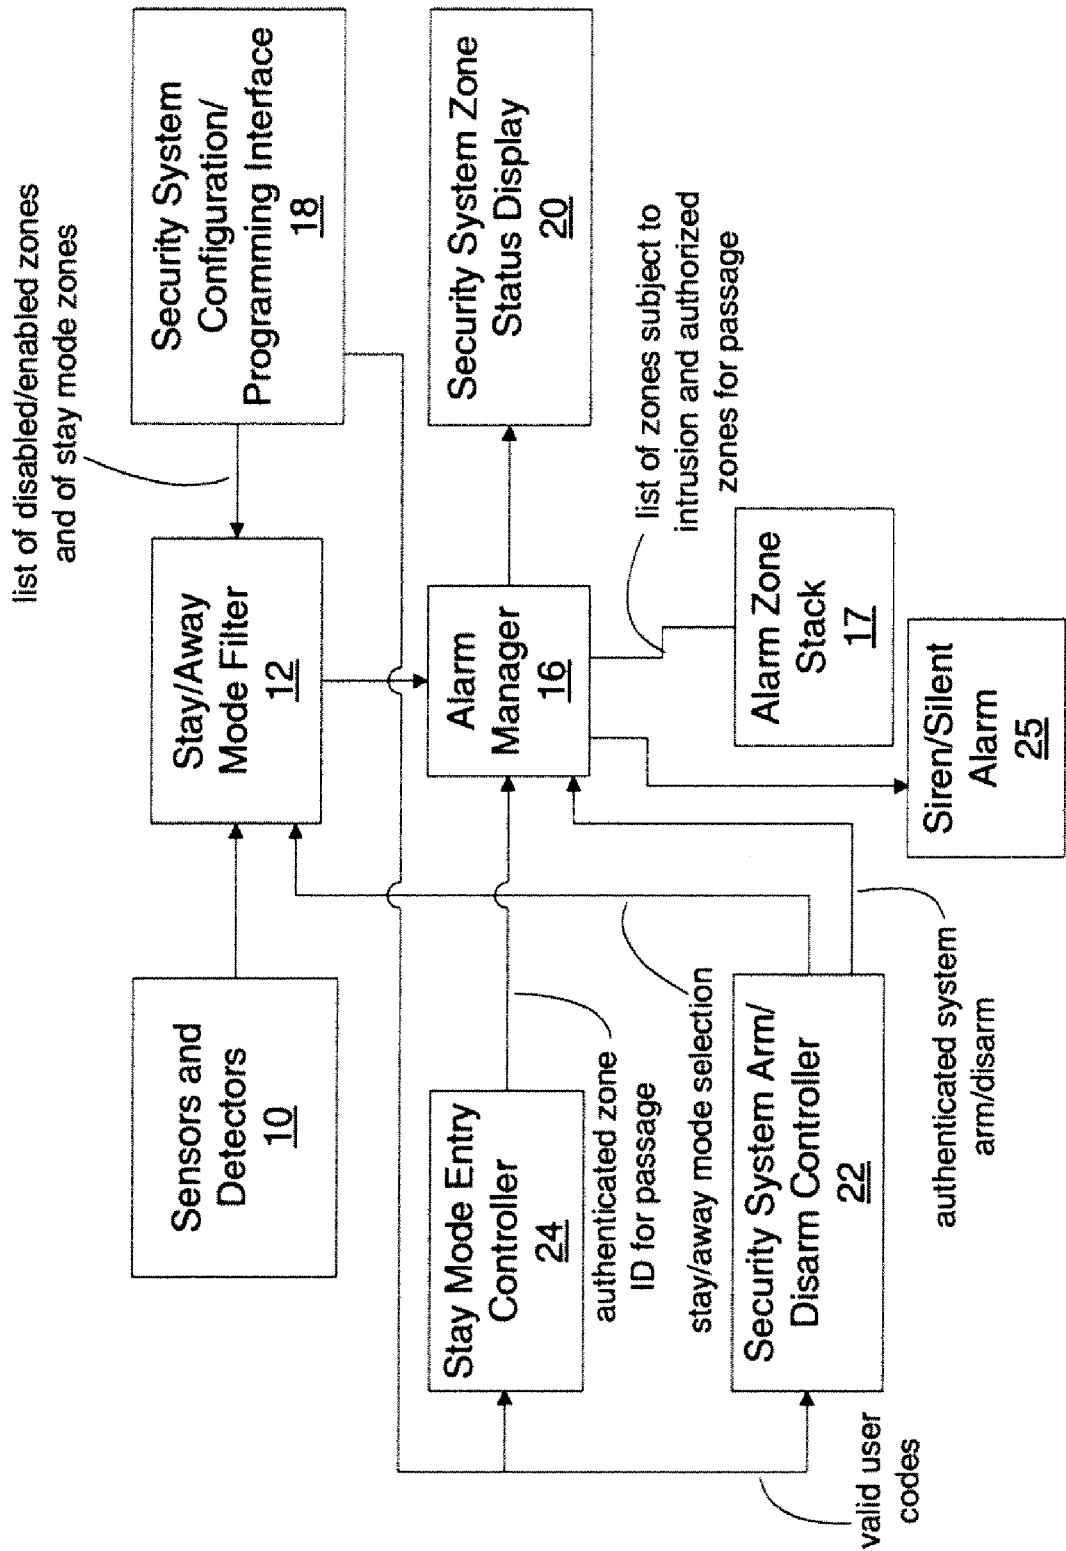 list of disabled/enabled zones
and of stay mode zones
Sensors and
Detectors
10
Stay/Away
Mode Filter
12
Security System
Configuration/
Programming Interface
18
Stay Mode Entry
Controller
24
authenticated zone
ID for passage
Alarm
Manager
16
Security System Zone
Status Display
20
stay/away mode selection
list of zones subject to
intrusion and authorized
zones for passage
Security System Arm/
Disarm Controller
22
Alarm Zone
Stack
17
valid user
codes
authenticated system
arm/disarm
Siren/Silent
Alarm
25